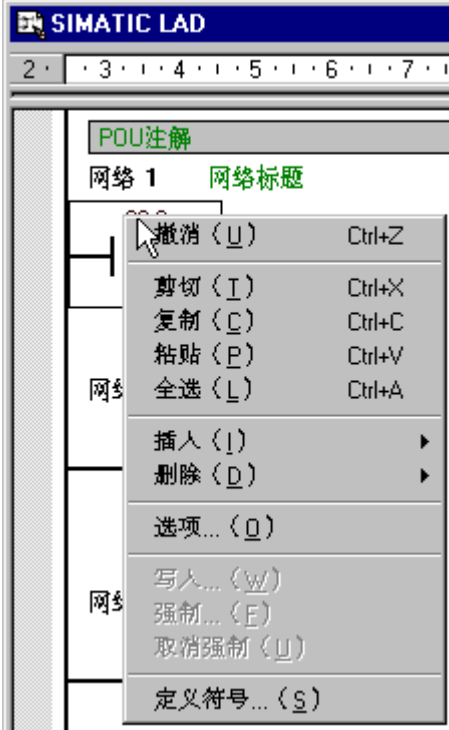 SIMATIC LAD
2 · · 3 · ı · 4 · ı · 5 · ı · 6 · ı · 7 · ı
POU注解
网络 1 网络标题
撤消（U） Ctrl+Z
剪切（T） Ctrl+X
复制（C） Ctrl+C
粘贴（P） Ctrl+V
全选（L） Ctrl+A
网
插入（I）
删除（D）
选项...（O）
写入...（W）
网
强制...（F）
取消强制（U）
定义符号...（S）